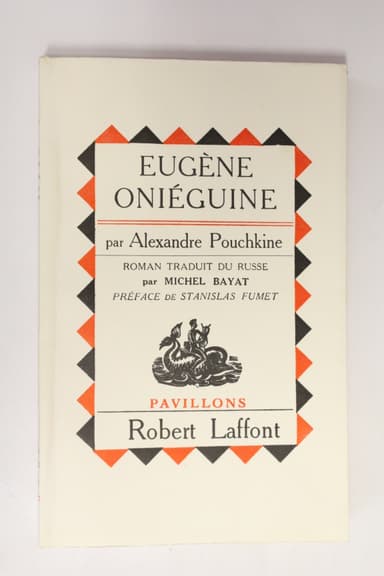 EUGÈNE
ONIÉGUINE
par Alexandre Pouchkine
ROMAN TRADUIT DU RUSSE
par MICHEL BAYAT
PRÉFACE DE STANISLAS FUMET
PAVILLONS
Robert Laffont